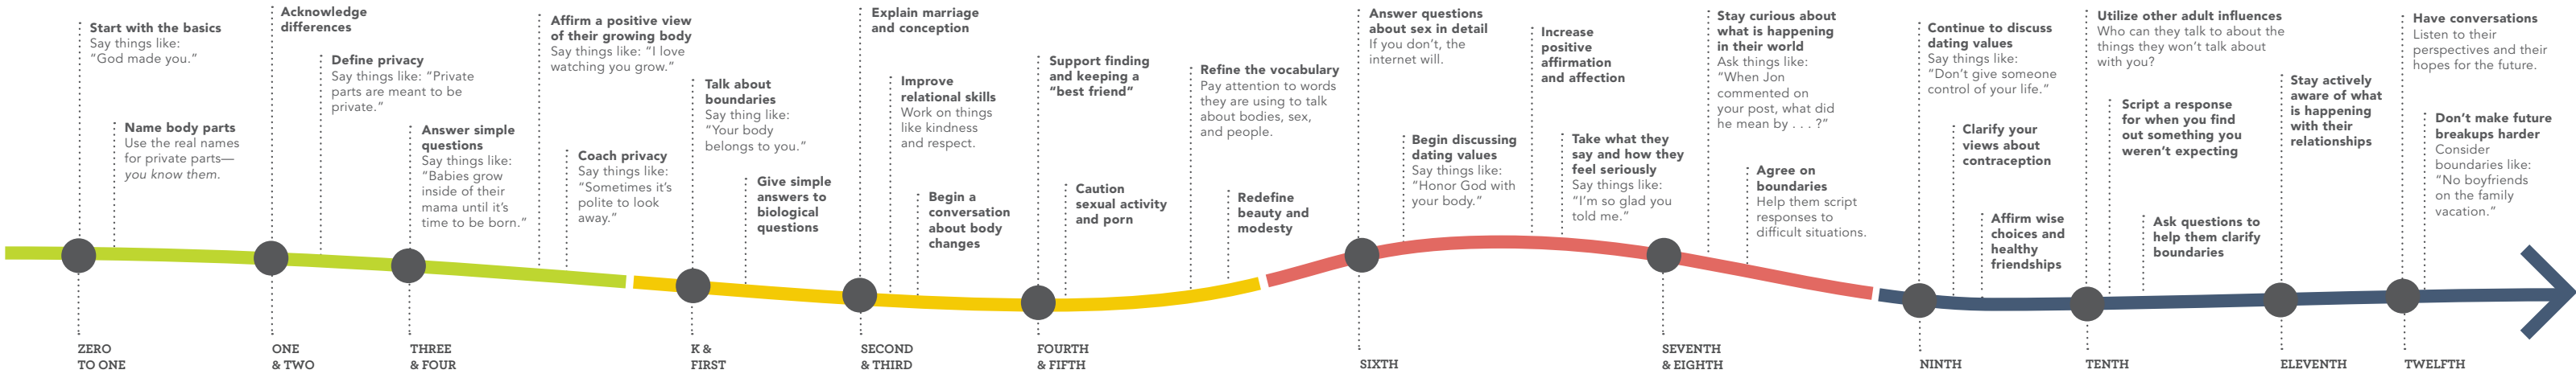 Start with the basics
Say things like:
“God made you.”
Name body parts
Use the real names
for private parts—
you know them.
Acknowledge
differences
Define privacy
Say things like: “Private
parts are meant to be
private.”
Answer simple
questions
Say things like:
“Babies grow
inside of their
mama until it’s
time to be born.”
Affirm a positive view
of their growing body
Say things like: “I love
watching you grow.”
Coach privacy
Say things like:
“Sometimes it’s
polite to look
away.”
Talk about
boundaries
Say thing like:
“Your body
belongs to you.”
Give simple
answers to
biological
questions
Explain marriage
and conception
Improve
relational skills
Work on things
like kindness
and respect.
Begin a
conversation
about body
changes
Support finding
and keeping a
“best friend”
Caution
sexual activity
and porn
Refine the vocabulary
Pay attention to words
they are using to talk
about bodies, sex,
and people.
Redefine
beauty and
modesty
Answer questions
about sex in detail
If you don’t, the
internet will.
Begin discussing
dating values
Say things like:
“Honor God with
your body.”
Increase
positive
affirmation
and affection
Take what they
say and how they
feel seriously
Say things like:
“I’m so glad you
told me.”
Stay curious about
what is happening
in their world
Ask things like:
“When Jon
commented on
your post, what did
he mean by . . . ?”
Agree on
boundaries
Help them script
responses to
difficult situations.
Continue to discuss
dating values
Say things like:
“Don’t give someone
control of your life.”
Clarify your
views about
contraception
Affirm wise
choices and
healthy
friendships
Utilize other adult influences
Who can they talk to about the
things they won’t talk about
with you?
Script a response
for when you find
out something you
weren’t expecting
Ask questions to
help them clarify
boundaries
Stay actively
aware of what
is happening
with their
relationships
Have conversations
Listen to their
perspectives and their
hopes for the future.
Don’t make future
breakups harder
Consider
boundaries like:
“No boyfriends
on the family
vacation.”
ZERO
TO ONE
ONE
& TWO
THREE
& FOUR
K &
FIRST
SECOND
& THIRD
FOURTH
& FIFTH
SIXTH
SEVENTH
& EIGHTH
NINTH
TENTH
ELEVENTH
TWELFTH